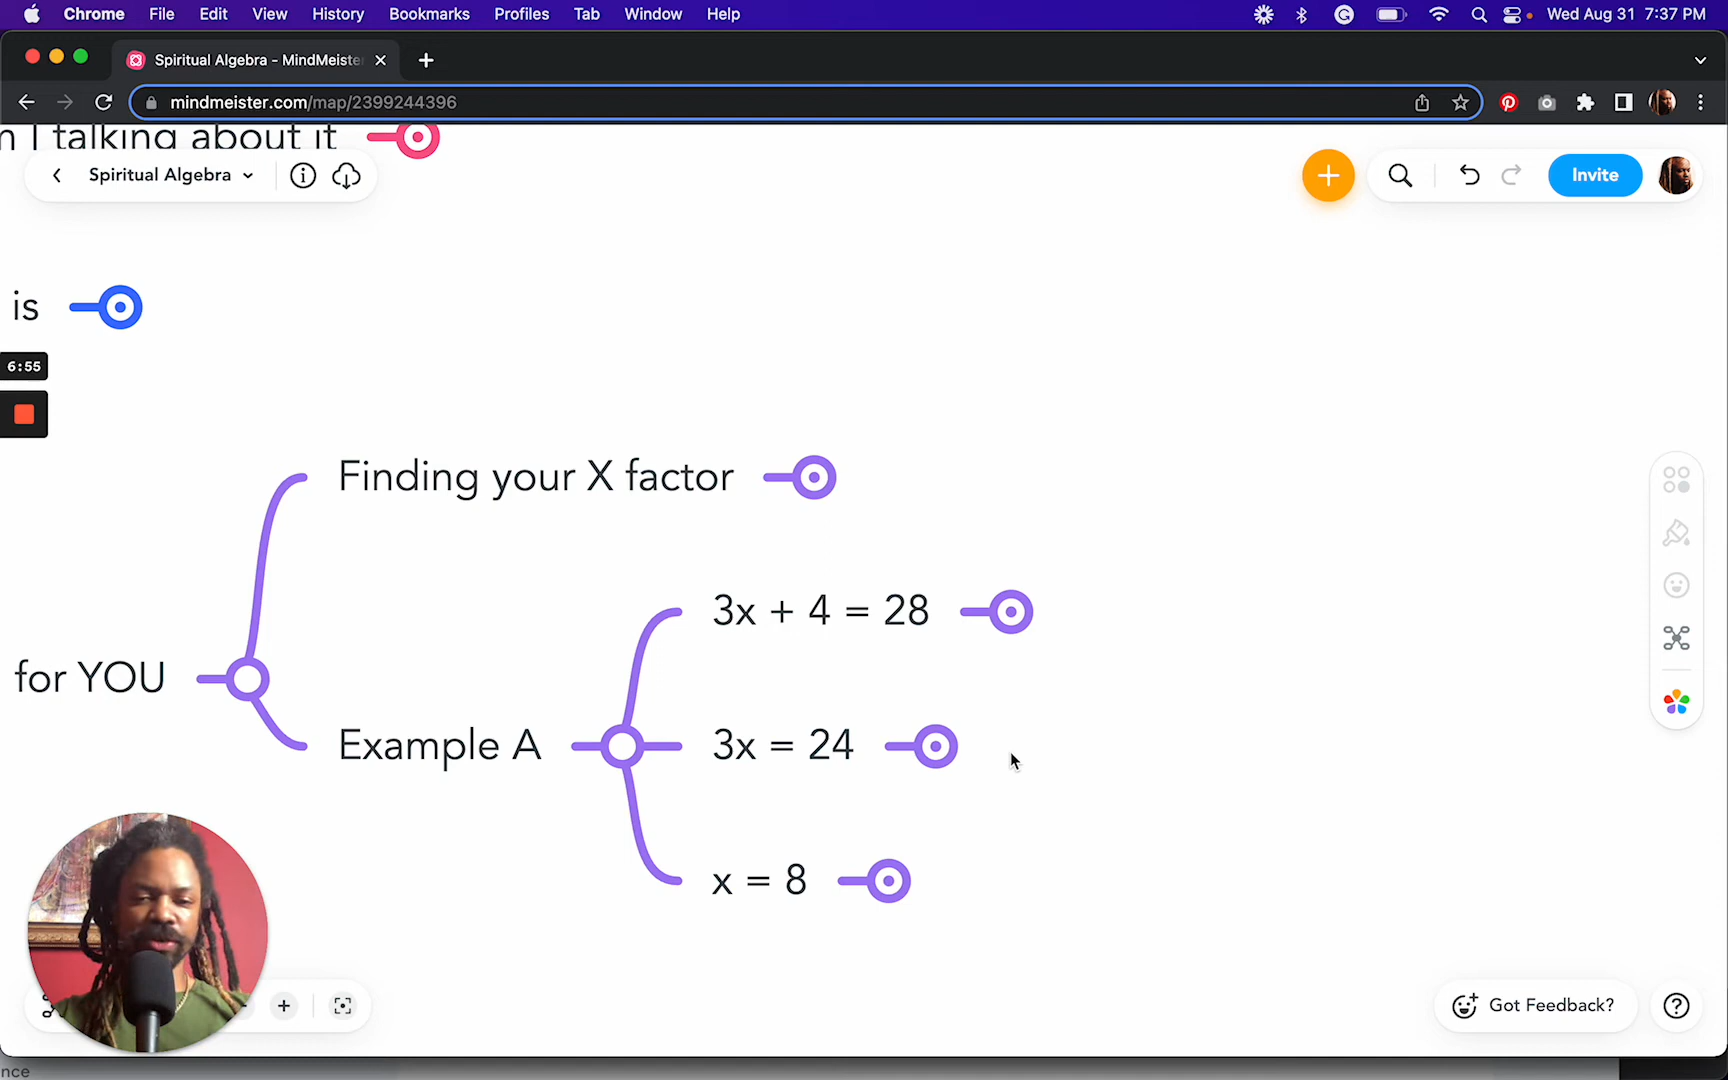 Chrome File Edit View History Bookmarks Profiles Tab Window Help Wed Aug 31 7:37 PM
Spiritual Algebra - MindMeiste
mindmeister.com/map/2399244396
I talking about it
Spiritual Algebra
Invite
is
6:55
Finding your X factor
3x + 4 = 28
for YOU
Example A
3x = 24
x = 8
Got Feedback?
nce